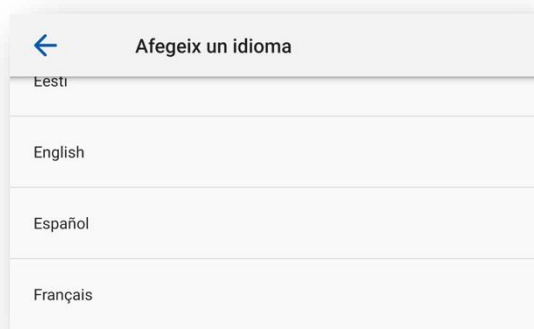 Afegeix un idioma
Eesti
English
Español
Français